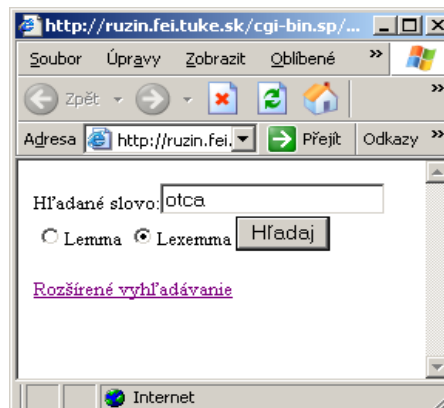 http://ruzin.fei.tuke.sk/cgi-bin.sp/...
Soubor Úpravy Zobrazit Oblíbené »
Zpět »
Adresa http://ruzin.fei. Přejít Odkazy »
Hľadané slovo: otca
Lemma Lexemma Hľadaj
Rozšírené vyhľadávanie
Internet